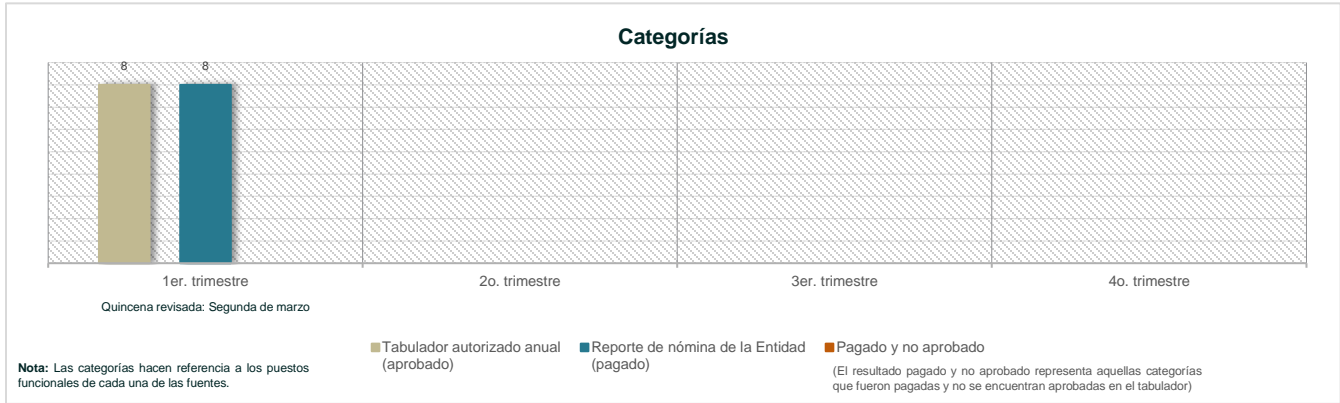 Categorías
8
8
1er. trimestre
2o. trimestre
3er. trimestre
4o. trimestre
Quincena revisada: Segunda de marzo
Tabulador autorizado anual
(aprobado)
Reporte de nómina de la Entidad
(pagado)
Pagado y no aprobado
(El resultado pagado y no aprobado representa aquellas categorías
que fueron pagadas y no se encuentran aprobadas en el tabulador)
Nota: Las categorías hacen referencia a los puestos
funcionales de cada una de las fuentes.